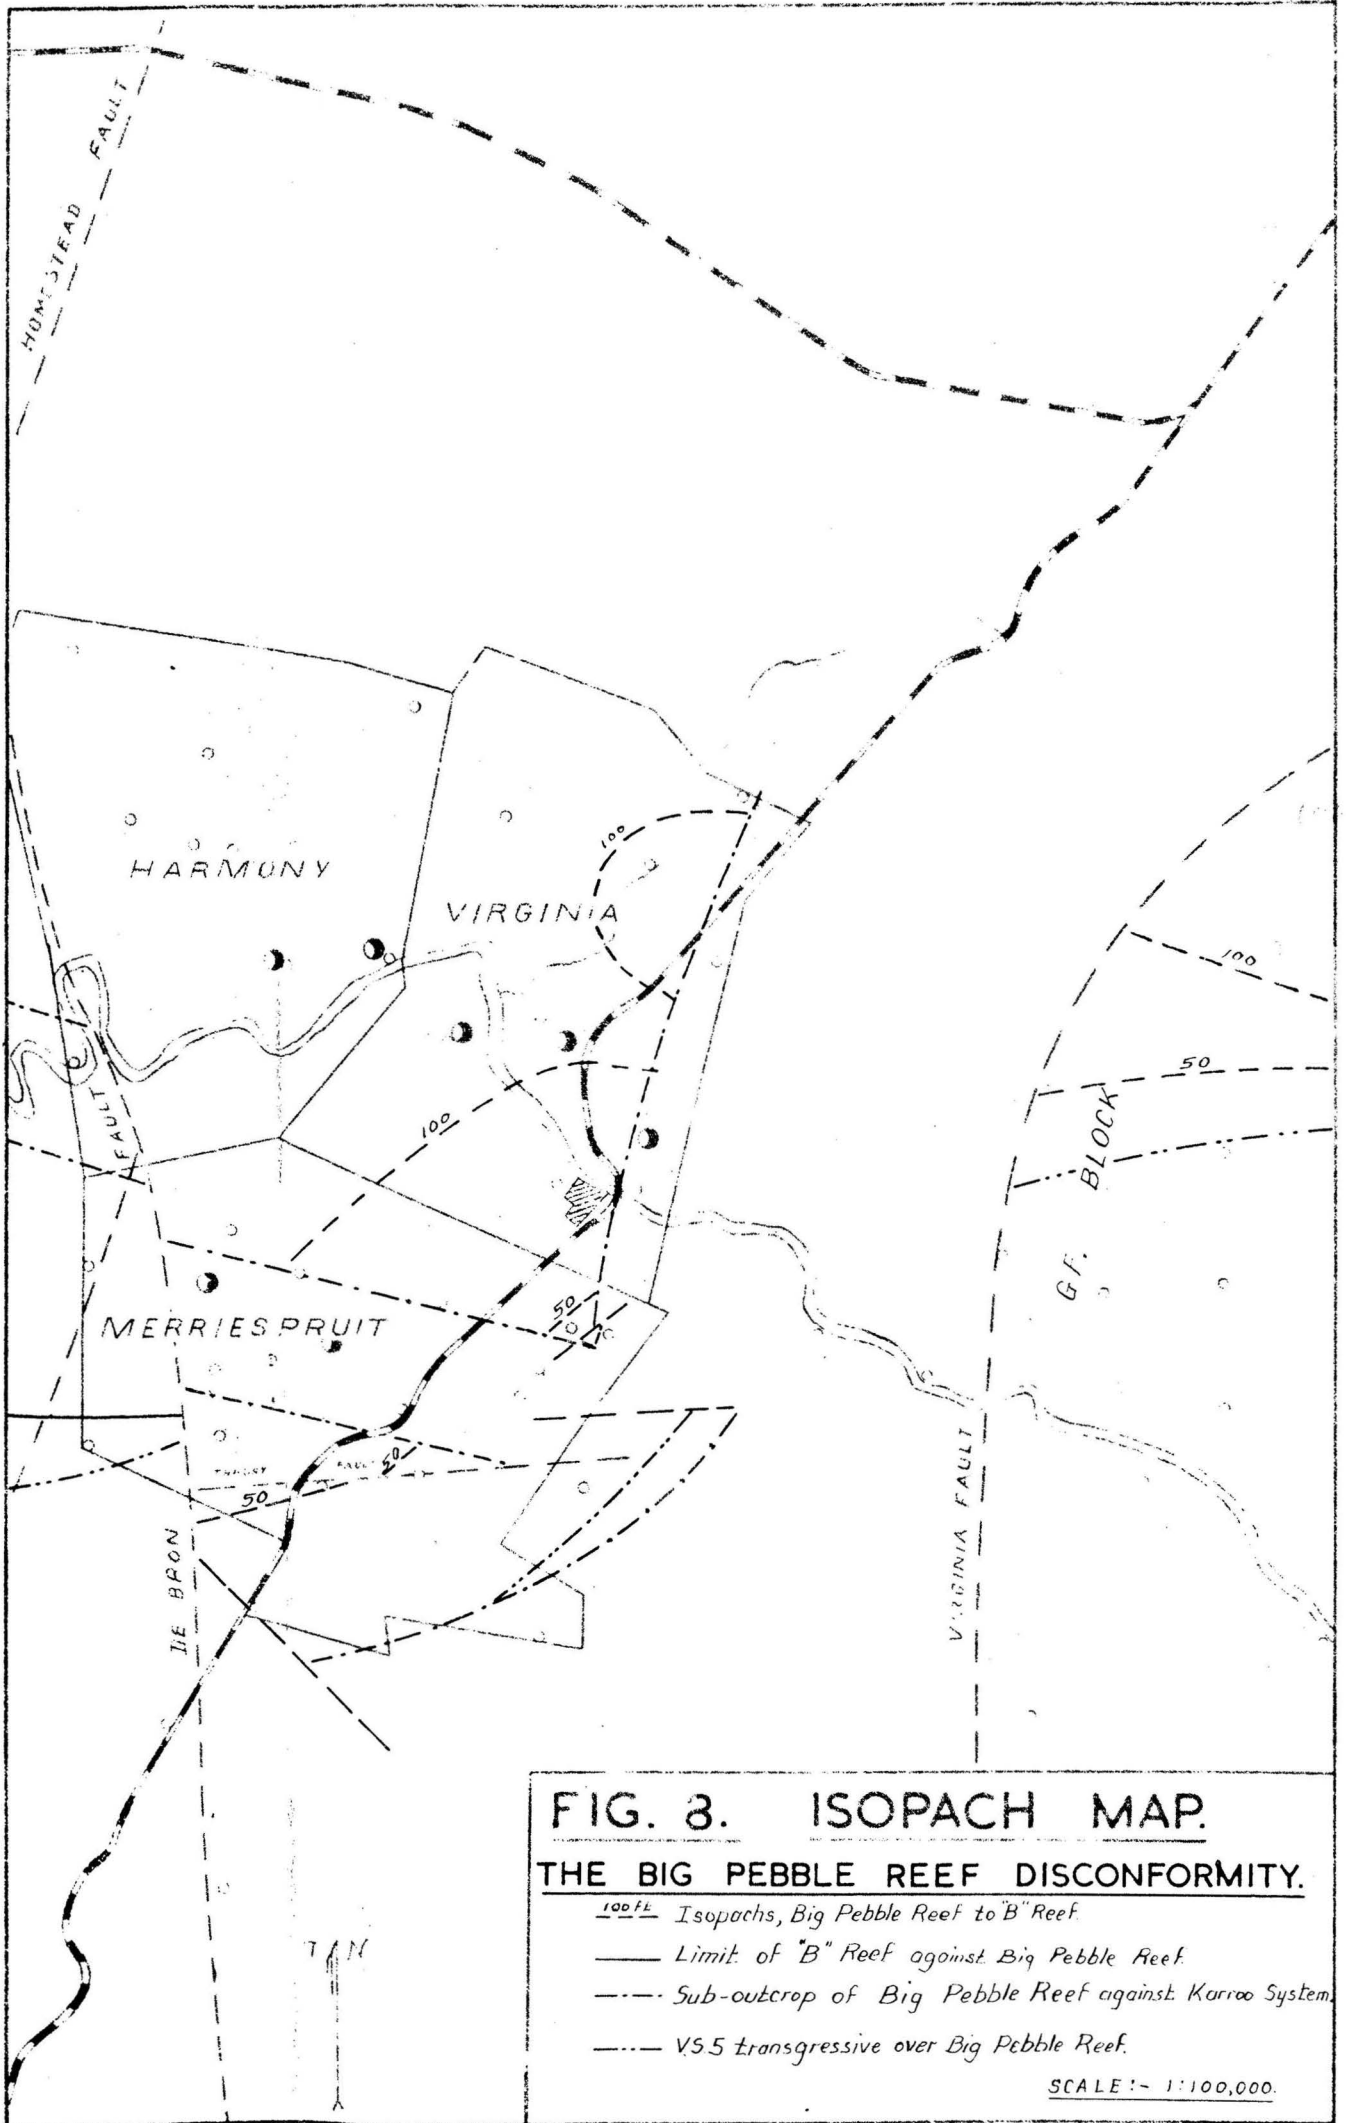 HOMESTEAD FAULT
HARMONY
VIRGINIA
100
100
100
50
FAULT
GF. BLOCK
MERRIESPRUIT
50
50
FAULT
50
DE BRON
VIRGINIA FAULT
N
FIG. 8. ISOPACH MAP.
THE BIG PEBBLE REEF DISCONFORMITY.
100 Ft Isopachs, Big Pebble Reef to "B" Reef
Limit of "B" Reef against Big Pebble Reef
Sub-outcrop of Big Pebble Reef against Karroo System.
VS5 transgressive over Big Pebble Reef.
SCALE:- 1:100,000.